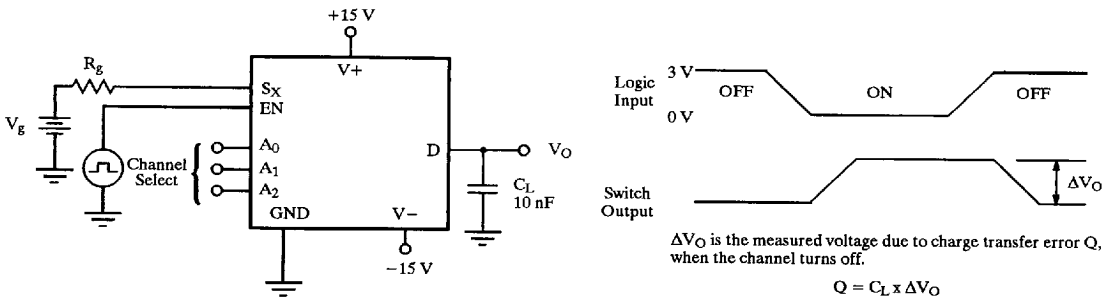 +15 V
V+
Rg
SX
EN
Vg
A0
A1
A2
Channel
Select
GND
D
VO
CL
10 nF
V−
−15 V
Logic
Input
3 V
0 V
OFF
ON
OFF
Switch
Output
ΔVO
ΔVO is the measured voltage due to charge transfer error Q,
when the channel turns off.
Q = CL x ΔVO